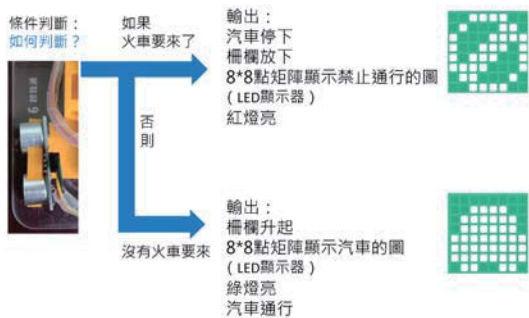 條件判斷：
如何判斷？
如果
火車要來了
輸出：
汽車停下
柵欄放下
8*8點矩陣顯示禁止通行的圖
（LED顯示器）
紅燈亮
否
則
沒有火車要來
輸出：
柵欄升起
8*8點矩陣顯示汽車的圖
（LED顯示器）
綠燈亮
汽車通行